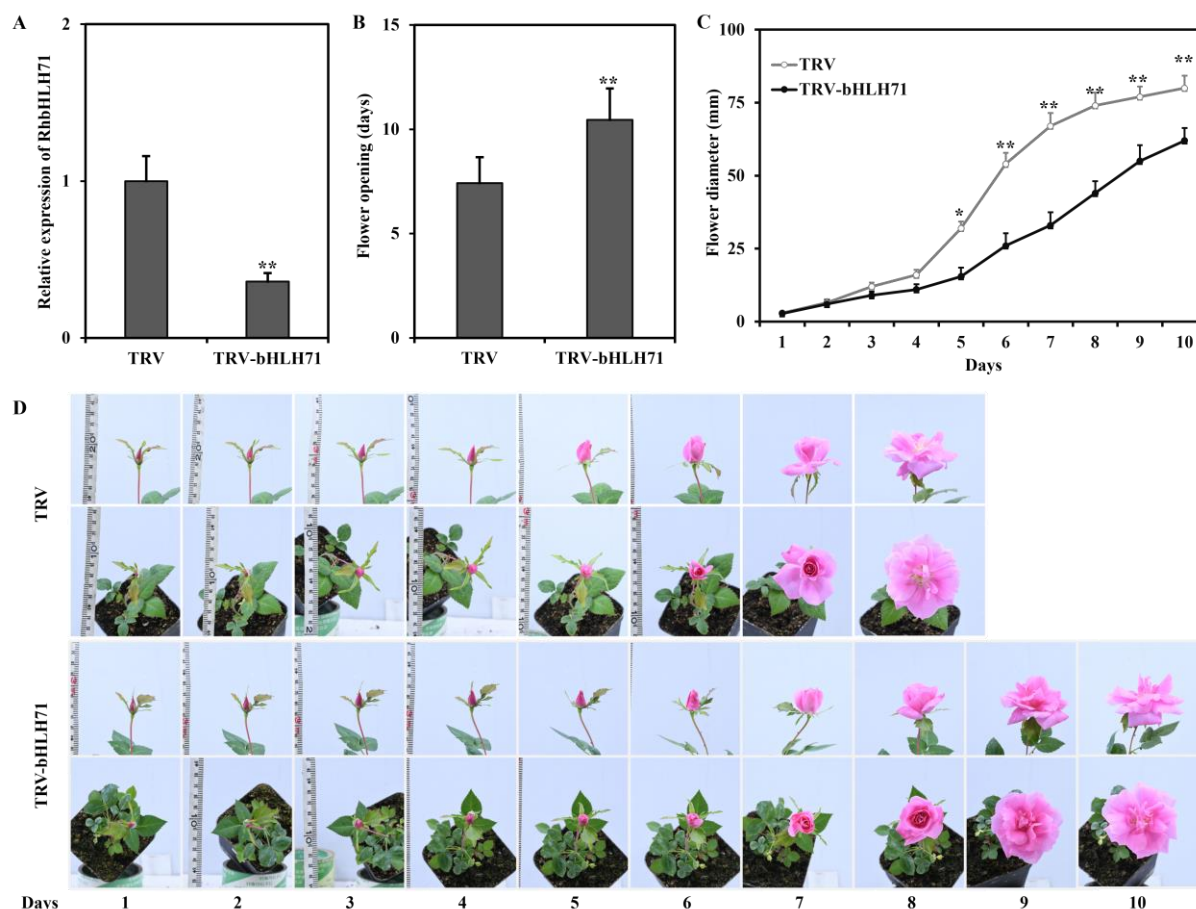 A
Relative expression of RhbHLH71
2
1
0
**
TRV
TRV-bHLH71
B
Flower opening (days)
15
10
5
0
**
TRV
TRV-bHLH71
C
Flower diameter (mm)
100
75
50
25
0
TRV
TRV-bHLH71
*
**
**
**
**
**
1 2 3 4 5 6 7 8 9 10
Days
D
TRV
TRV-bHLH71
Days 1 2 3 4 5 6 7 8 9 10